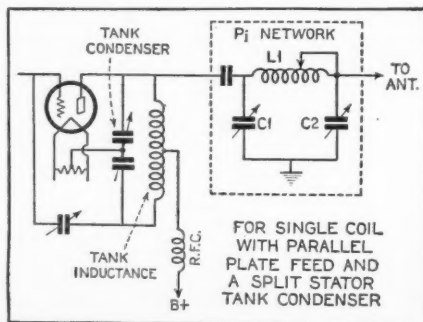 TANK
CONDENSER
Pi NETWORK
L1
TO
ANT.
C1
C2
TANK
INDUCTANCE
R.F.C.
B+
FOR SINGLE COIL
WITH PARALLEL
PLATE FEED AND
A SPLIT STATOR
TANK CONDENSER